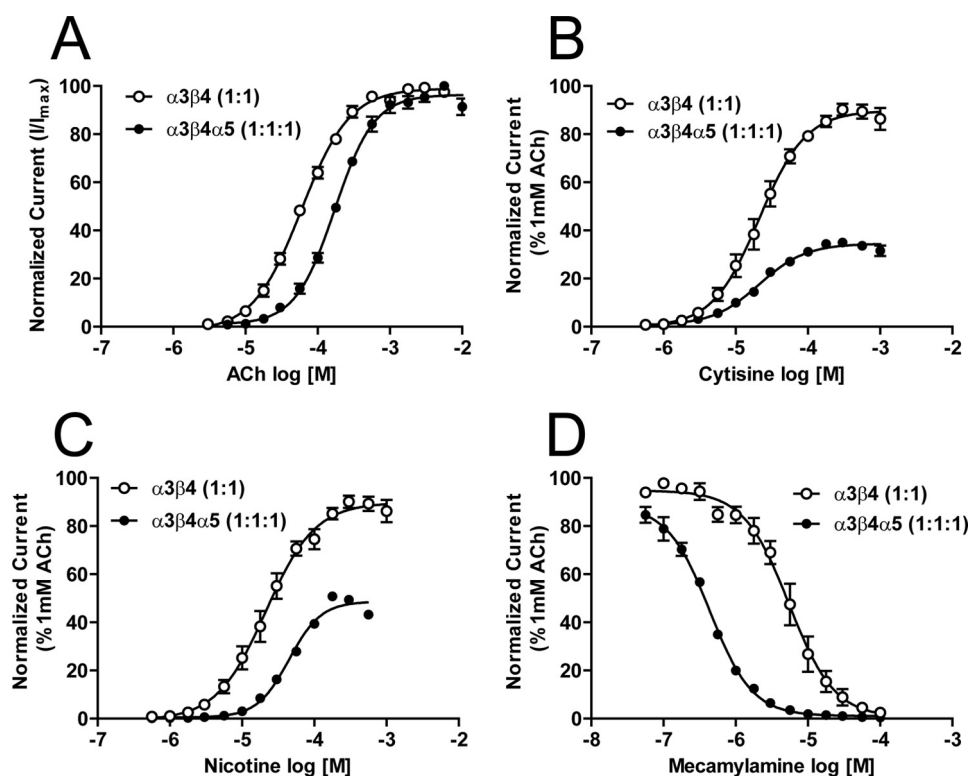 A
Normalized Current (I/Imax)
100
80
60
40
20
0
α3β4 (1:1)
α3β4α5 (1:1:1)
-7
-6
-5
-4
-3
-2
ACh log [M]
B
Normalized Current
(%1mM ACh)
100
80
60
40
20
0
α3β4 (1:1)
α3β4α5 (1:1:1)
-7
-6
-5
-4
-3
-2
Cytisine log [M]
C
Normalized Current
(%1mM ACh)
100
80
60
40
20
0
α3β4 (1:1)
α3β4α5 (1:1:1)
-7
-6
-5
-4
-3
-2
Nicotine log [M]
D
Normalized Current
(%1mM ACh)
100
80
60
40
20
0
α3β4 (1:1)
α3β4α5 (1:1:1)
-8
-7
-6
-5
-4
-3
Mecamylamine log [M]